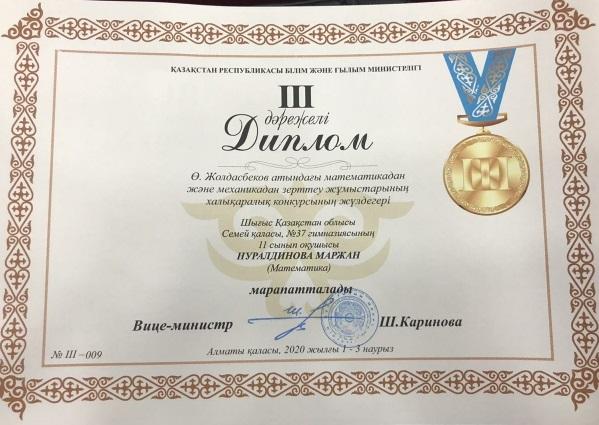 ҚАЗАҚСТАН РЕСПУБЛИКАСЫ БІЛІМ ЖӘНЕ ҒЫЛЫМ МИНИСТРЛІГІ
III
дәрежелі
Диплом
Ө. Жолдасбеков атындағы математикадан
және механикадан зерттеу жұмыстарының
халықаралық конкурсының жүлдегері
Шығыс Қазақстан облысы
Семей қаласы, №37 гимназиясының
11 сынып оқушысы
НУРАЛДИНОВА МАРЖАН
(Математика)
марапатталады
Вице-министр
Ш.Каринова
№ III – 009
Алматы қаласы, 2020 жылғы 1 - 5 наурыз